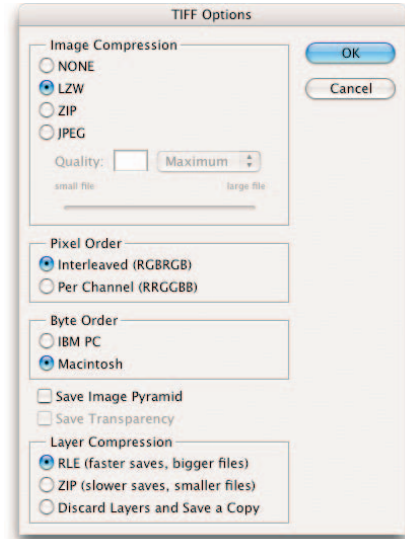 TIFF Options
Image Compression
NONE
LZW
ZIP
JPEG
Quality:
Maximum
small file
large file
Pixel Order
Interleaved (RGBRGB)
Per Channel (RRGGBB)
Byte Order
IBM PC
Macintosh
Save Image Pyramid
Save Transparency
Layer Compression
RLE (faster saves, bigger files)
ZIP (slower saves, smaller files)
Discard Layers and Save a Copy
OK
Cancel